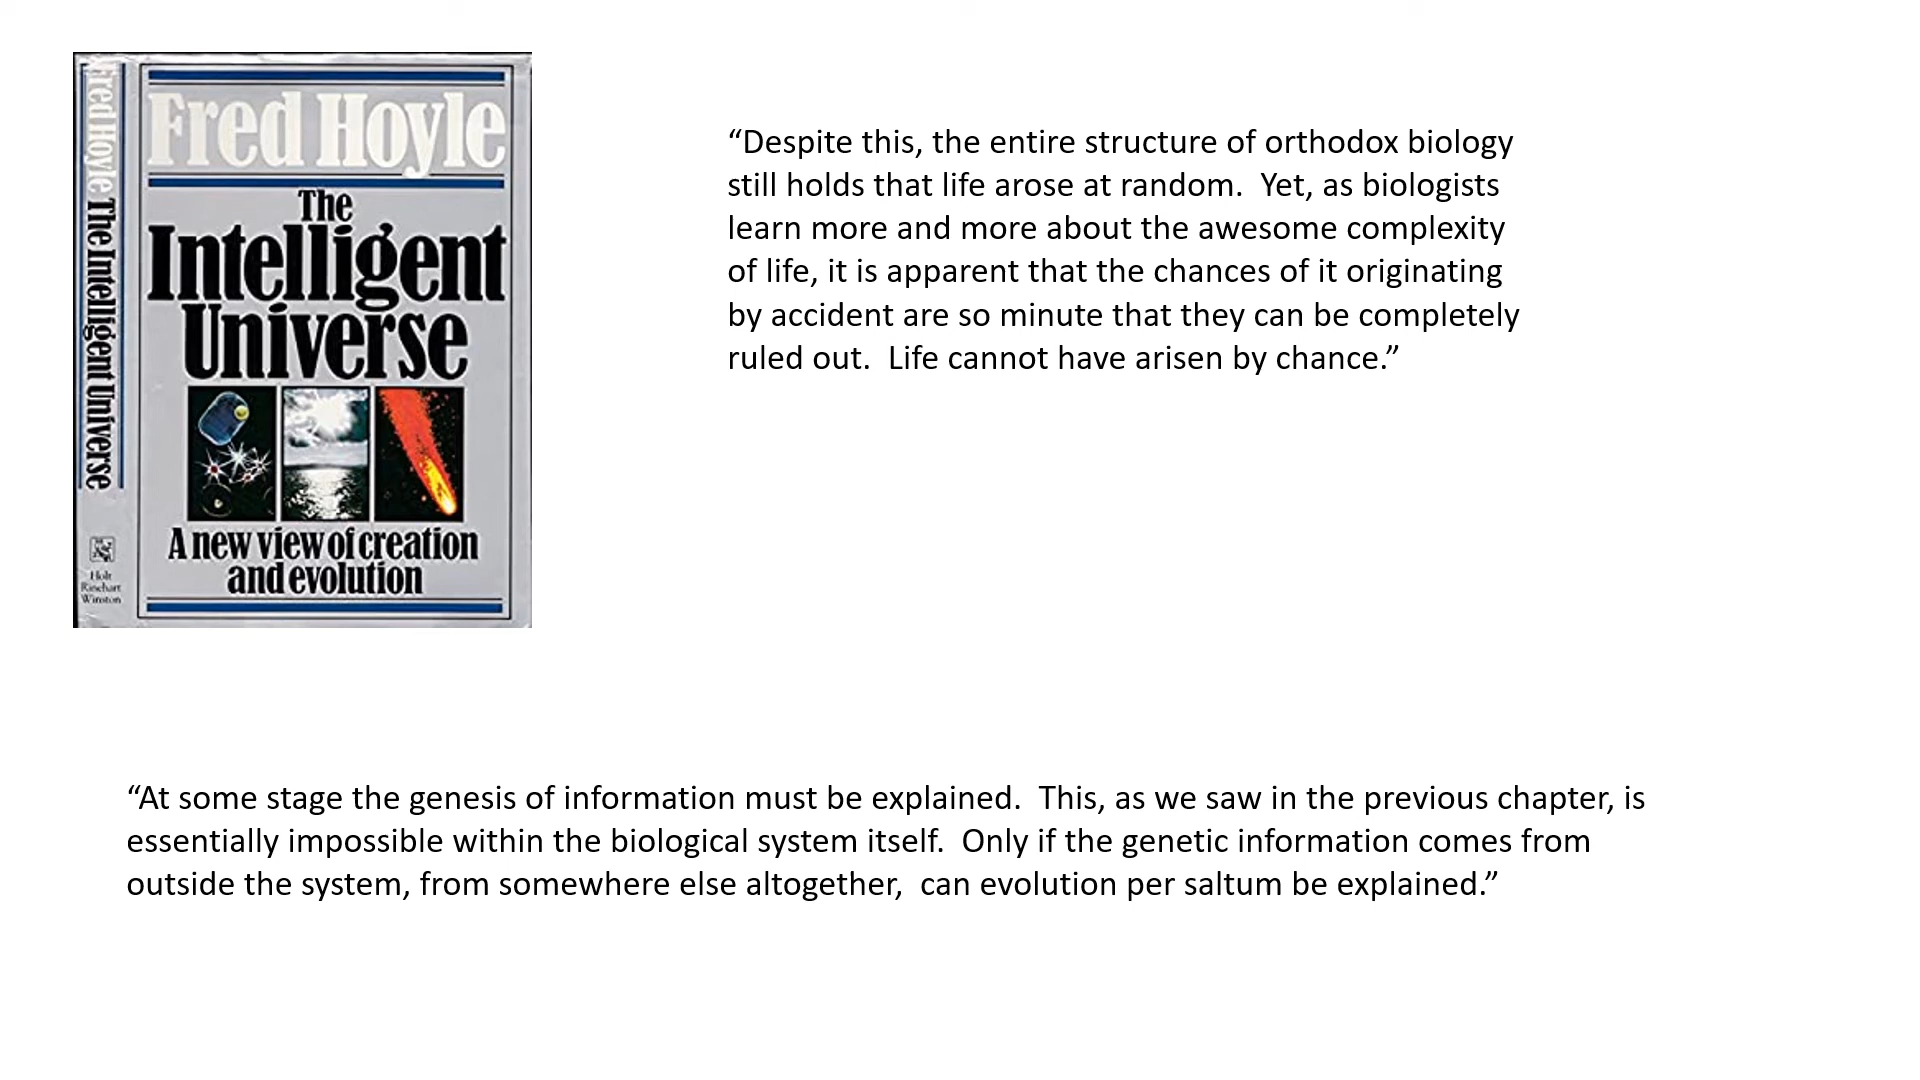 Fred Hoyle The Intelligent Universe
Holt
Rinehart
Winston
Fred Hoyle
The
Intelligent
Universe
A new view of creation
and evolution
“Despite this, the entire structure of orthodox biology
still holds that life arose at random.  Yet, as biologists
learn more and more about the awesome complexity
of life, it is apparent that the chances of it originating
by accident are so minute that they can be completely
ruled out.  Life cannot have arisen by chance.”
“At some stage the genesis of information must be explained.  This, as we saw in the previous chapter, is
essentially impossible within the biological system itself.  Only if the genetic information comes from
outside the system, from somewhere else altogether,  can evolution per saltum be explained.”